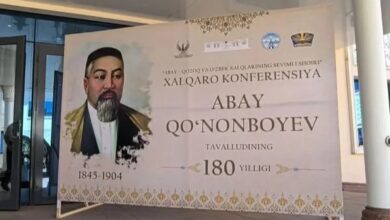 "ABAY - QOZOQ VA O'ZBEK XALQLARINING SEVIMLI SHOIRI"
XALQARO KONFERENSIYA
ABAY
QO'NONBOYEV
TAVALLUDINING
180 YILLIGI
1845-1904